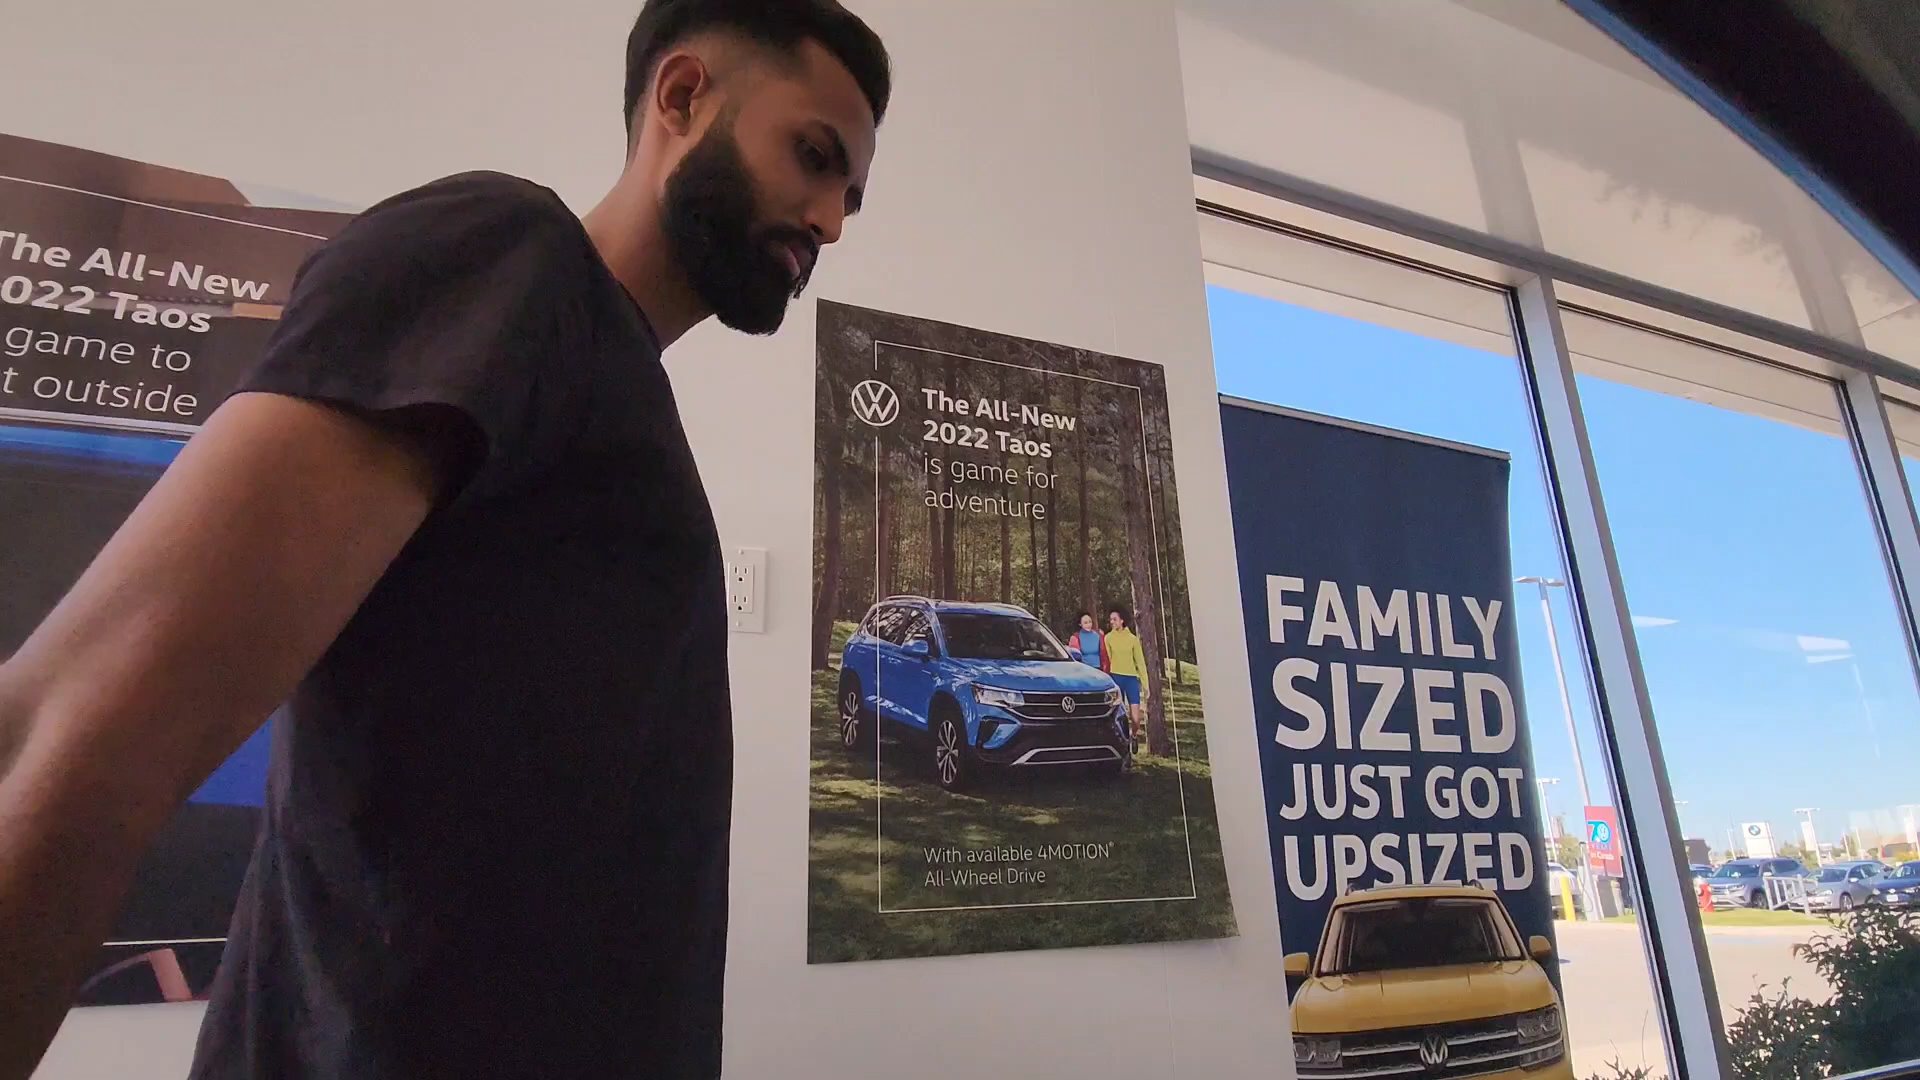 The All-New
022 Taos
game to
t outside
The All-New
2022 Taos
is game for
adventure
With available 4MOTION®
All-Wheel Drive
FAMILY
SIZED
JUST GOT
UPSIZED